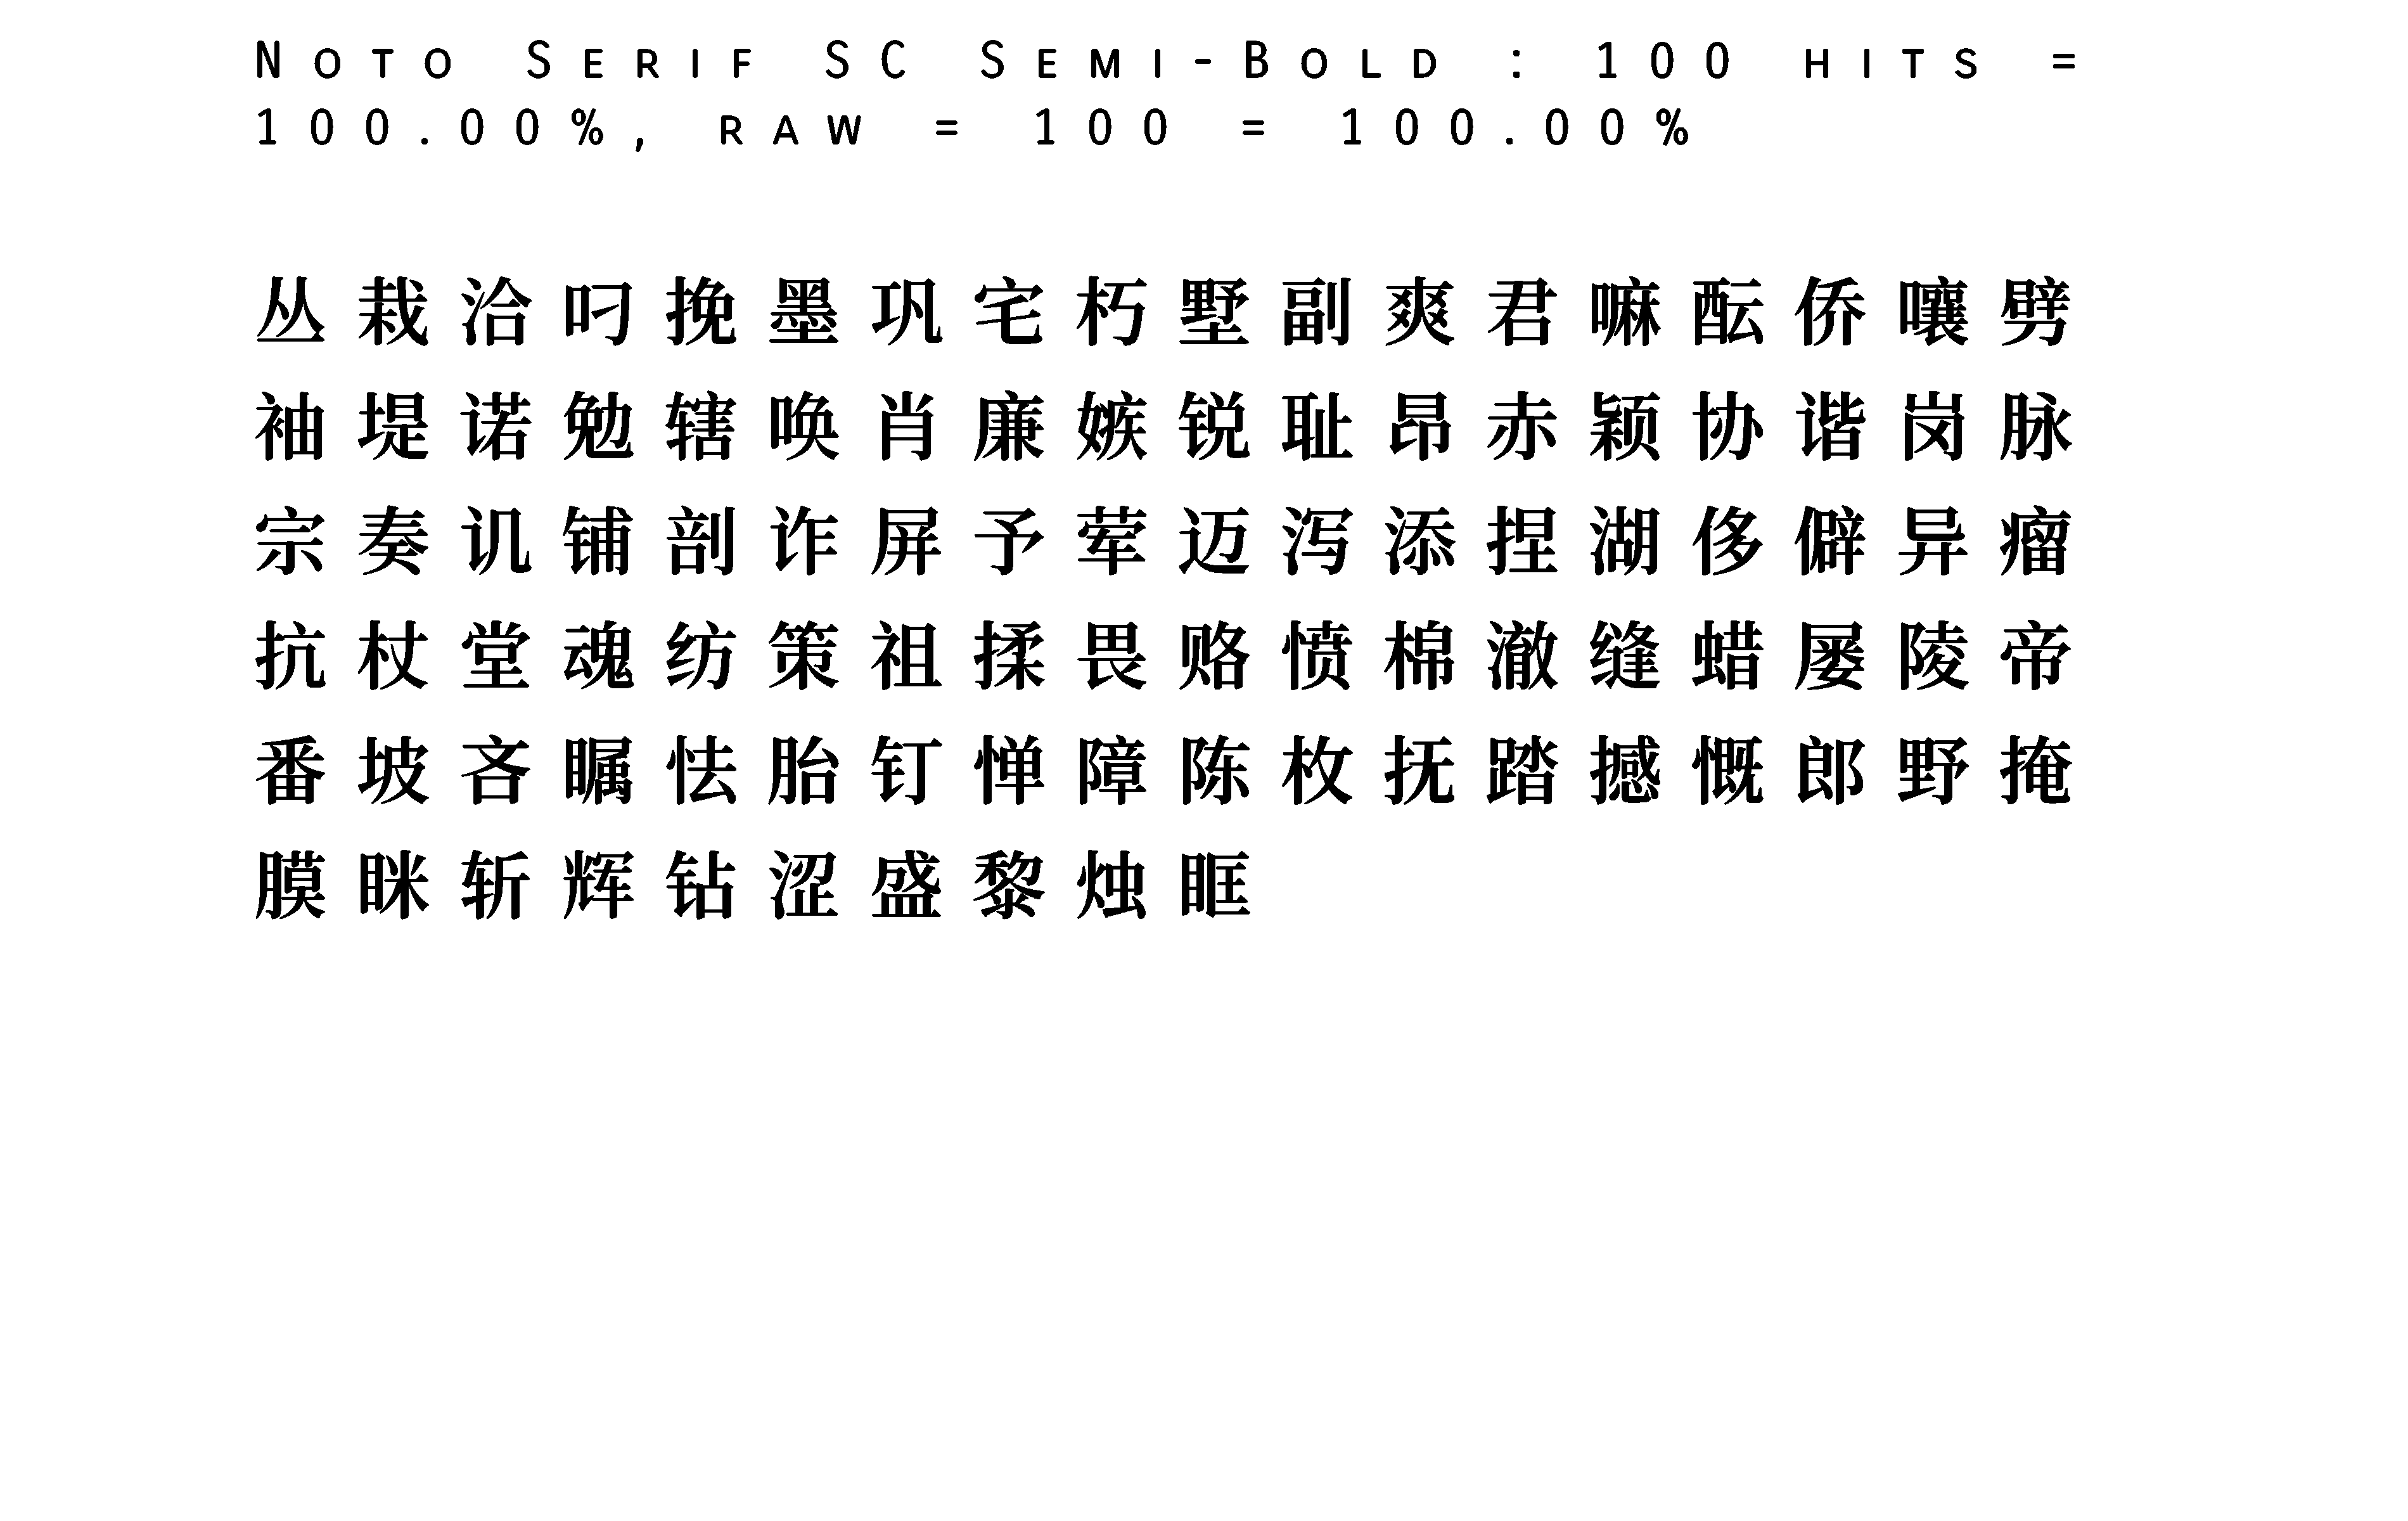 Noto Serif SC Semi-Bold : 100 hits =
100.00%, raw = 100 = 100.00%
丛栽洽叼挽墨巩宅朽墅副爽君嘛酝侨嚷劈
袖堤诺勉辖唤肖廉嫉锐耻昂赤颖协谐岗脉
宗奏讥铺剖诈屏予荤迈泻添捏湖侈僻异瘤
抗杖堂魂纺策祖揉畏赂愤棉澈缝蜡屡陵帝
番坡吝瞩怯胎钉惮障陈枚抚踏撼慨郎野掩
膜眯斩辉钻涩盛黎烛眶